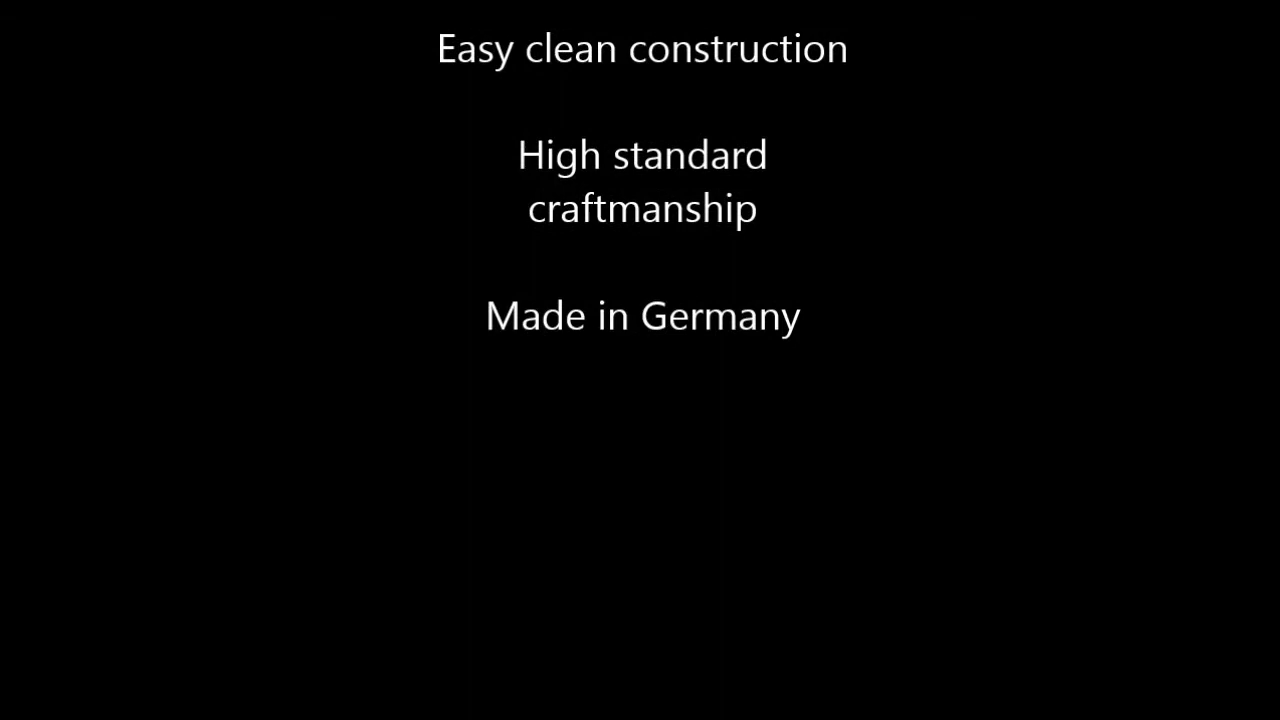 Easy clean construction
High standard
craftmanship
Made in Germany